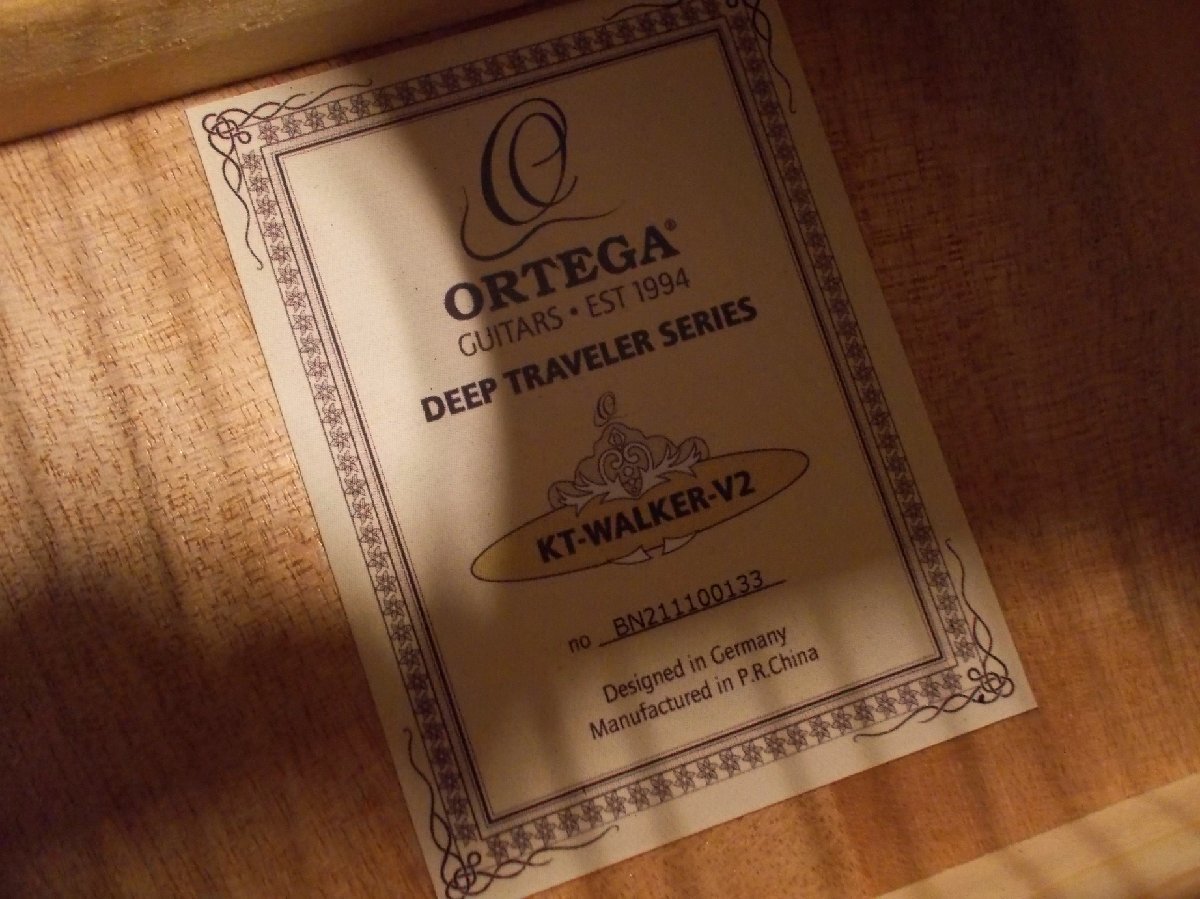 ORTEGA®
GUITARS • EST 1994
DEEP TRAVELER SERIES
KT-WALKER-V2
no BN211100133
Designed in Germany
Manufactured in P.R.China